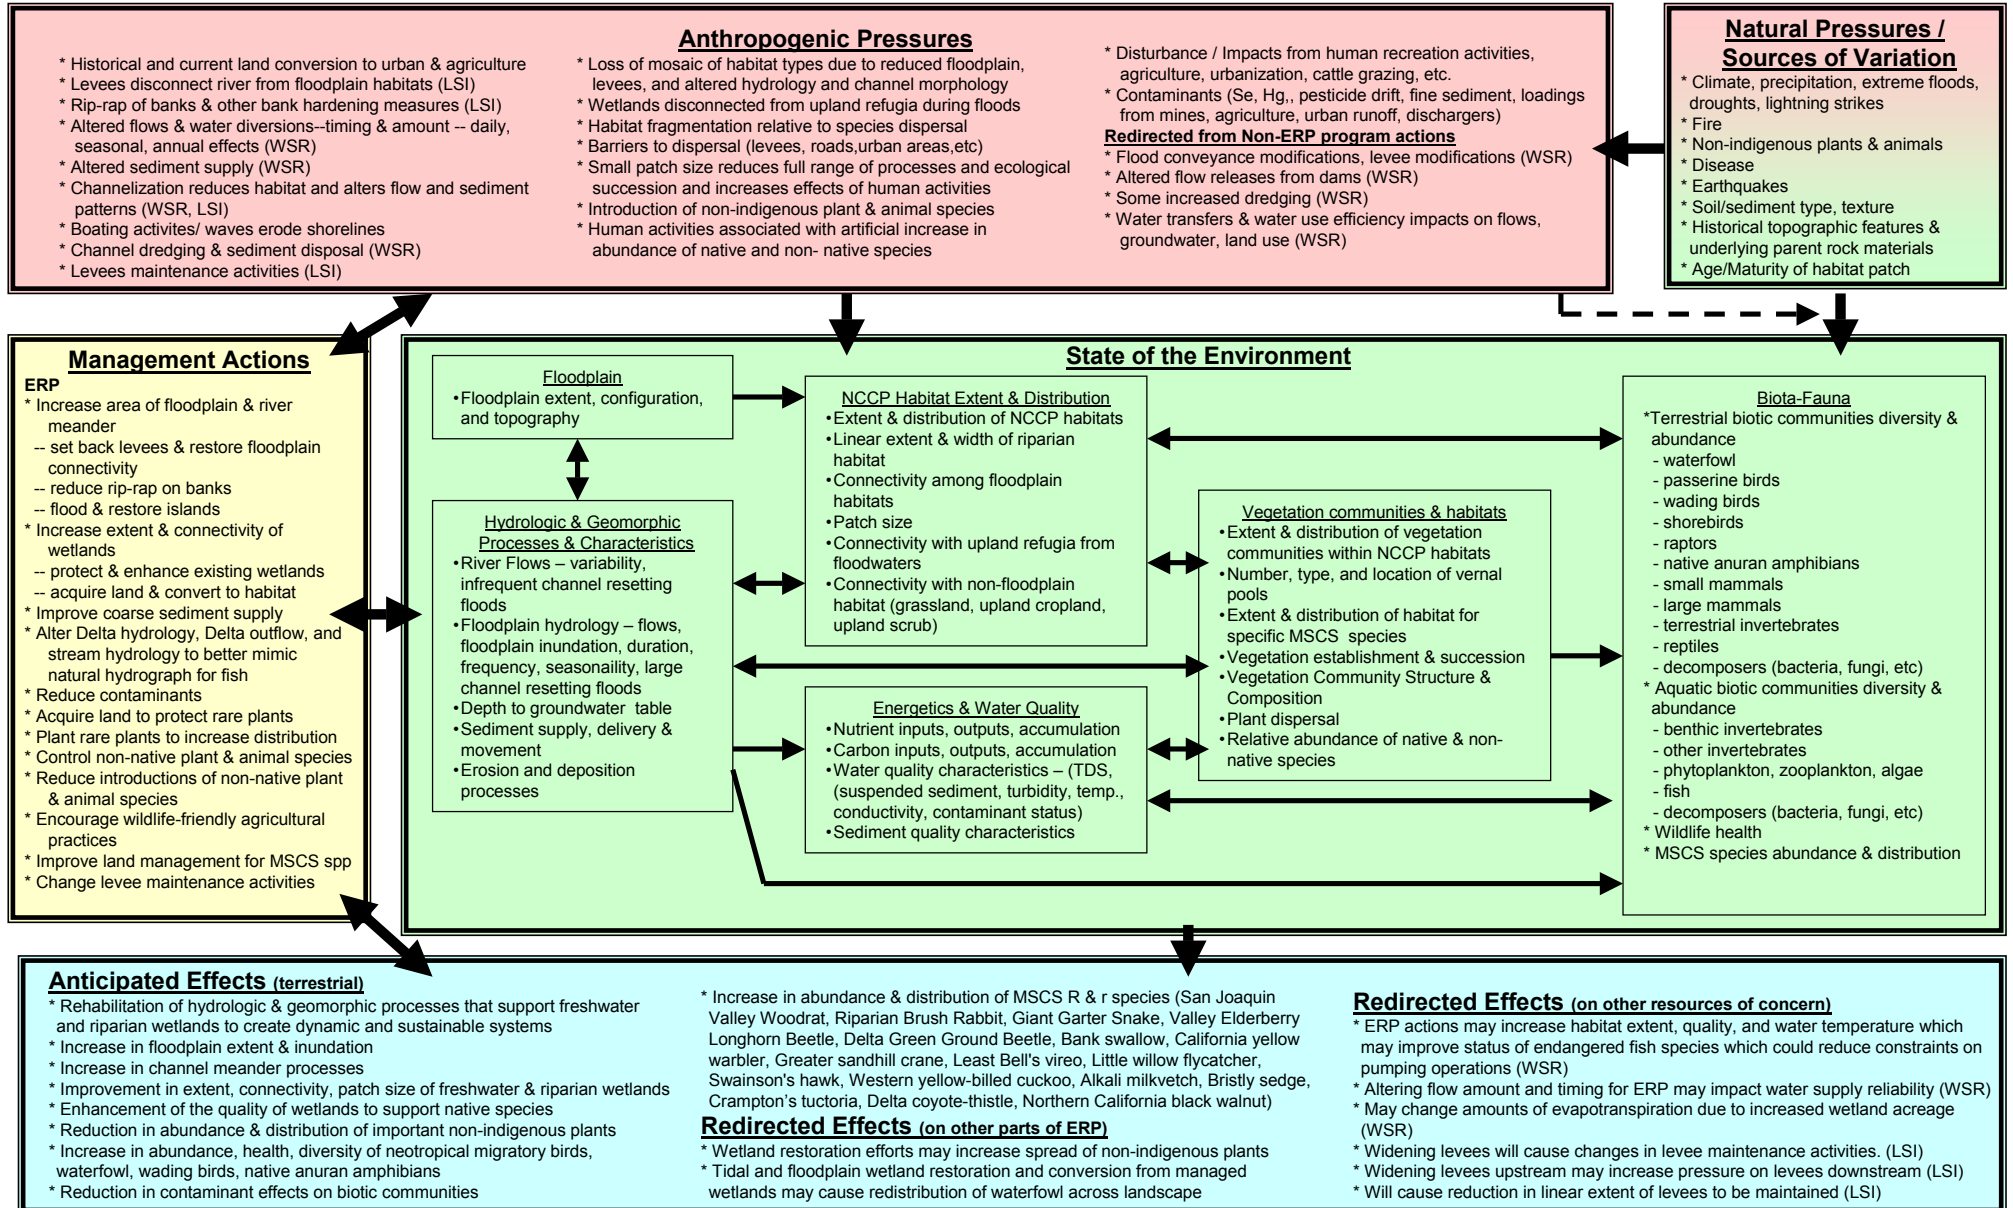 Anthropogenic Pressures
* Historical and current land conversion to urban & agriculture
* Levees disconnect river from floodplain habitats (LSI)
* Rip-rap of banks & other bank hardening measures (LSI)
* Altered flows & water diversions--timing & amount -- daily,
seasonal, annual effects (WSR)
* Altered sediment supply (WSR)
* Channelization reduces habitat and alters flow and sediment
patterns (WSR, LSI)
* Boating activites/ waves erode shorelines
* Channel dredging & sediment disposal (WSR)
* Levees maintenance activities (LSI)
* Loss of mosaic of habitat types due to reduced floodplain,
levees, and altered hydrology and channel morphology
* Wetlands disconnected from upland refugia during floods
* Habitat fragmentation relative to species dispersal
* Barriers to dispersal (levees, roads,urban areas,etc)
* Small patch size reduces full range of processes and ecological
succession and increases effects of human activities
* Introduction of non-indigenous plant & animal species
* Human activities associated with artificial increase in
abundance of native and non- native species
* Disturbance / Impacts from human recreation activities,
agriculture, urbanization, cattle grazing, etc.
* Contaminants (Se, Hg,, pesticide drift, fine sediment, loadings
from mines, agriculture, urban runoff, dischargers)
Redirected from Non-ERP program actions
* Flood conveyance modifications, levee modifications (WSR)
* Altered flow releases from dams (WSR)
* Some increased dredging (WSR)
* Water transfers & water use efficiency impacts on flows,
groundwater, land use (WSR)
Natural Pressures /
Sources of Variation
* Climate, precipitation, extreme floods,
droughts, lightning strikes
* Fire
* Non-indigenous plants & animals
* Disease
* Earthquakes
* Soil/sediment type, texture
* Historical topographic features &
underlying parent rock materials
* Age/Maturity of habitat patch
Management Actions
ERP
* Increase area of floodplain & river
meander
-- set back levees & restore floodplain
connectivity
-- reduce rip-rap on banks
-- flood & restore islands
* Increase extent & connectivity of
wetlands
-- protect & enhance existing wetlands
-- acquire land & convert to habitat
* Improve coarse sediment supply
* Alter Delta hydrology, Delta outflow, and
stream hydrology to better mimic
natural hydrograph for fish
* Reduce contaminants
* Acquire land to protect rare plants
* Plant rare plants to increase distribution
* Control non-native plant & animal species
* Reduce introductions of non-native plant
& animal species
* Encourage wildlife-friendly agricultural
practices
* Improve land management for MSCS spp
* Change levee maintenance activities
State of the Environment
Floodplain
•Floodplain extent, configuration,
and topography
Hydrologic & Geomorphic
Processes & Characteristics
•River Flows – variability,
infrequent channel resetting
floods
•Floodplain hydrology – flows,
floodplain inundation, duration,
frequency, seasonaility, large
channel resetting floods
•Depth to groundwater table
•Sediment supply, delivery &
movement
•Erosion and deposition
processes
NCCP Habitat Extent & Distribution
•Extent & distribution of NCCP habitats
•Linear extent & width of riparian
habitat
•Connectivity among floodplain
habitats
•Patch size
•Connectivity with upland refugia from
floodwaters
•Connectivity with non-floodplain
habitat (grassland, upland cropland,
upland scrub)
Energetics & Water Quality
•Nutrient inputs, outputs, accumulation
•Carbon inputs, outputs, accumulation
•Water quality characteristics – (TDS,
(suspended sediment, turbidity, temp.,
conductivity, contaminant status)
•Sediment quality characteristics
Vegetation communities & habitats
•Extent & distribution of vegetation
communities within NCCP habitats
•Number, type, and location of vernal
pools
•Extent & distribution of habitat for
specific MSCS species
•Vegetation establishment & succession
•Vegetation Community Structure &
Composition
•Plant dispersal
•Relative abundance of native & non-
native species
Biota-Fauna
*Terrestrial biotic communities diversity &
abundance
- waterfowl
- passerine birds
- wading birds
- shorebirds
- raptors
- native anuran amphibians
- small mammals
- large mammals
- terrestrial invertebrates
- reptiles
- decomposers (bacteria, fungi, etc)
* Aquatic biotic communities diversity &
abundance
- benthic invertebrates
- other invertebrates
- phytoplankton, zooplankton, algae
- fish
- decomposers (bacteria, fungi, etc)
* Wildlife health
* MSCS species abundance & distribution
Anticipated Effects (terrestrial)
* Rehabilitation of hydrologic & geomorphic processes that support freshwater
and riparian wetlands to create dynamic and sustainable systems
* Increase in floodplain extent & inundation
* Increase in channel meander processes
* Improvement in extent, connectivity, patch size of freshwater & riparian wetlands
* Enhancement of the quality of wetlands to support native species
* Reduction in abundance & distribution of important non-indigenous plants
* Increase in abundance, health, diversity of neotropical migratory birds,
waterfowl, wading birds, native anuran amphibians
* Reduction in contaminant effects on biotic communities
* Increase in abundance & distribution of MSCS R & r species (San Joaquin
Valley Woodrat, Riparian Brush Rabbit, Giant Garter Snake, Valley Elderberry
Longhorn Beetle, Delta Green Ground Beetle, Bank swallow, California yellow
warbler, Greater sandhill crane, Least Bell's vireo, Little willow flycatcher,
Swainson's hawk, Western yellow-billed cuckoo, Alkali milkvetch, Bristly sedge,
Crampton’s tuctoria, Delta coyote-thistle, Northern California black walnut)
Redirected Effects (on other parts of ERP)
* Wetland restoration efforts may increase spread of non-indigenous plants
* Tidal and floodplain wetland restoration and conversion from managed
wetlands may cause redistribution of waterfowl across landscape
Redirected Effects (on other resources of concern)
* ERP actions may increase habitat extent, quality, and water temperature which
may improve status of endangered fish species which could reduce constraints on
pumping operations (WSR)
* Altering flow amount and timing for ERP may impact water supply reliability (WSR)
* May change amounts of evapotranspiration due to increased wetland acreage
(WSR)
* Widening levees will cause changes in levee maintenance activities. (LSI)
* Widening levees upstream may increase pressure on levees downstream (LSI)
* Will cause reduction in linear extent of levees to be maintained (LSI)